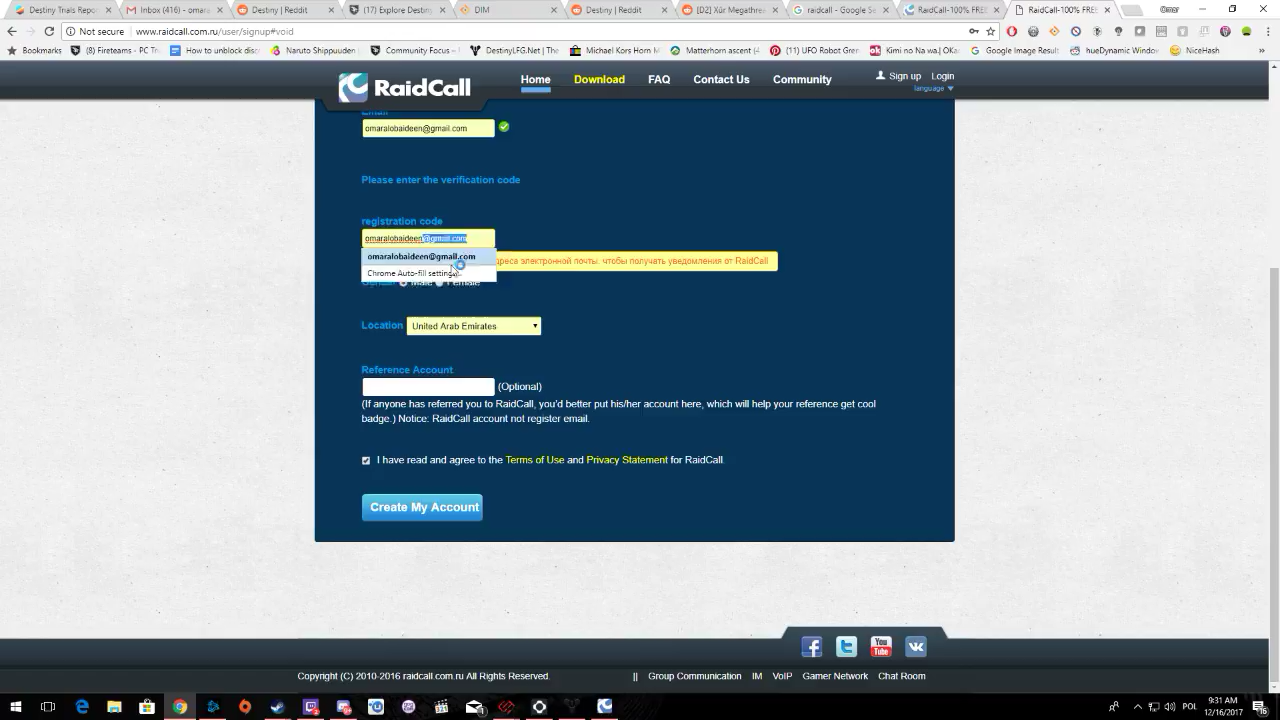 Destiny Trials Repor
Inbox (416) - omara
Destiny | Reddit
(17) Explore Destiny
DIM
Destiny | Reddit
[D2] Xûr Megathre
raidcall - Google Se
RaidCall-100% FREE
RaidCall-100% FREE
Omar
Not secure
www.raidcall.com.ru/user/signup#void
Bookmarks
(8) Fireteams - PC T
How to unblock disc
Naruto Shippuuden
Community Focus -
DestinyLFG.Net |
Michael Kors Horn M
Matterhorn ascent (4
(11) UFO Robot Gren
Kimi no Na wa.| OK.r
Google Image Result
hueDynamic Window
NiceHash
RaidCall
Home
Download
FAQ
Contact Us
Community
Sign up
Login
language
Email
omaralobaideen@gmail.com
Please enter the verification code
registration code
omaralobaideen@gmail.com
omaralobaideen@gmail.com
дреса электронной почты. чтобы получать уведомления от RaidCall
Chrome Auto-fill settings
Male
Female
Location
United Arab Emirates
Reference Account
(Optional)
(If anyone has referred you to RaidCall, you'd better put his/her account here, which will help your reference get cool
badge.) Notice: RaidCall account not register email.
I have read and agree to the Terms of Use and Privacy Statement for RaidCall.
Create My Account
You
Tube
Copyright (C) 2010-2016 raidcall.com.ru All Rights Reserved.
|| Group Communication IM VoIP Gamer Network Chat Room
POL
9:31 AM
12/16/2017